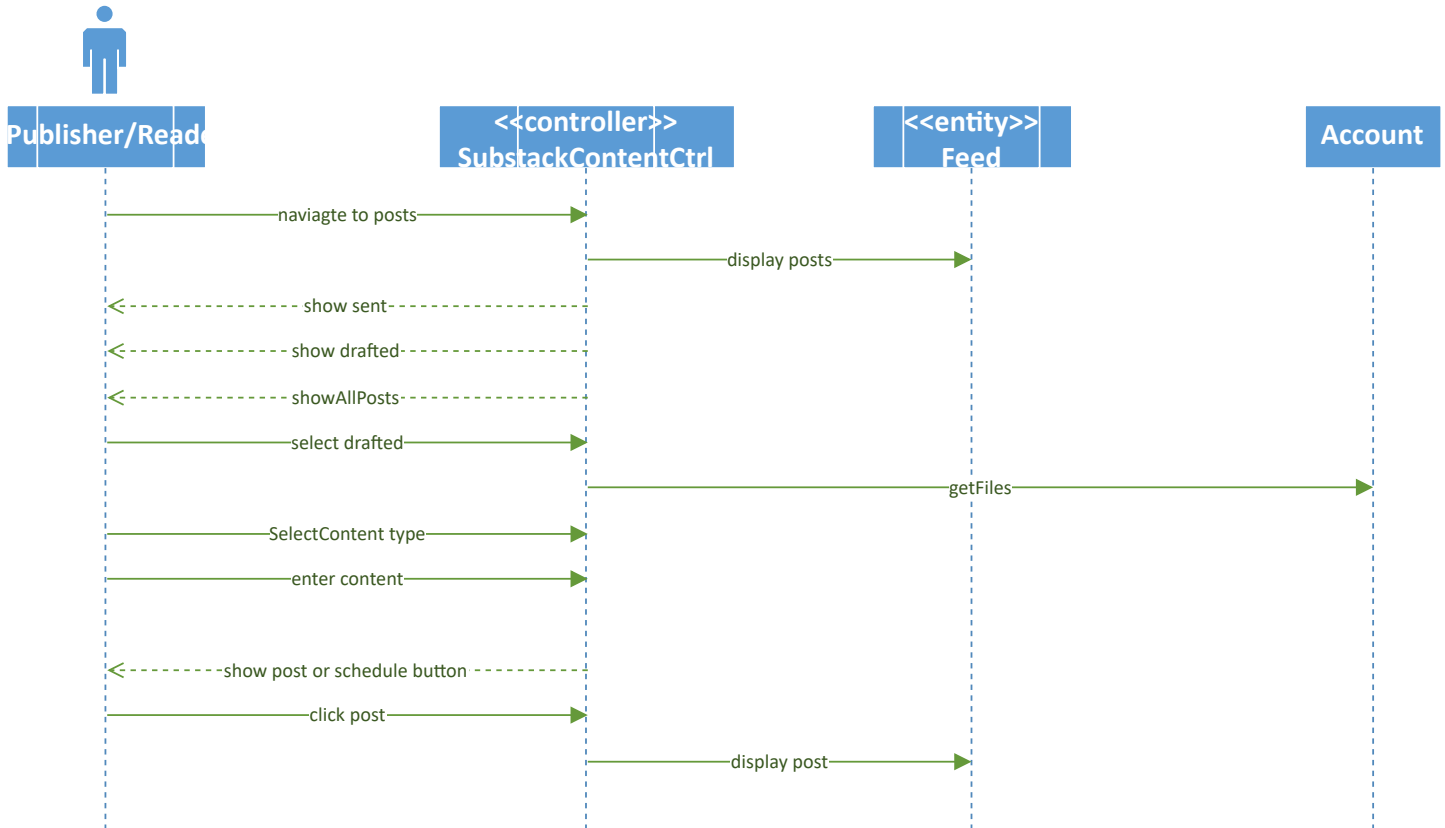 Publisher/Reade
<<controller>>
SubstackContentCtrl
<<entity>>
Feed
Account
naviagte to posts
display posts
show sent
show drafted
showAllPosts
select drafted
getFiles
SelectContent type
enter content
show post or schedule button
click post
display post